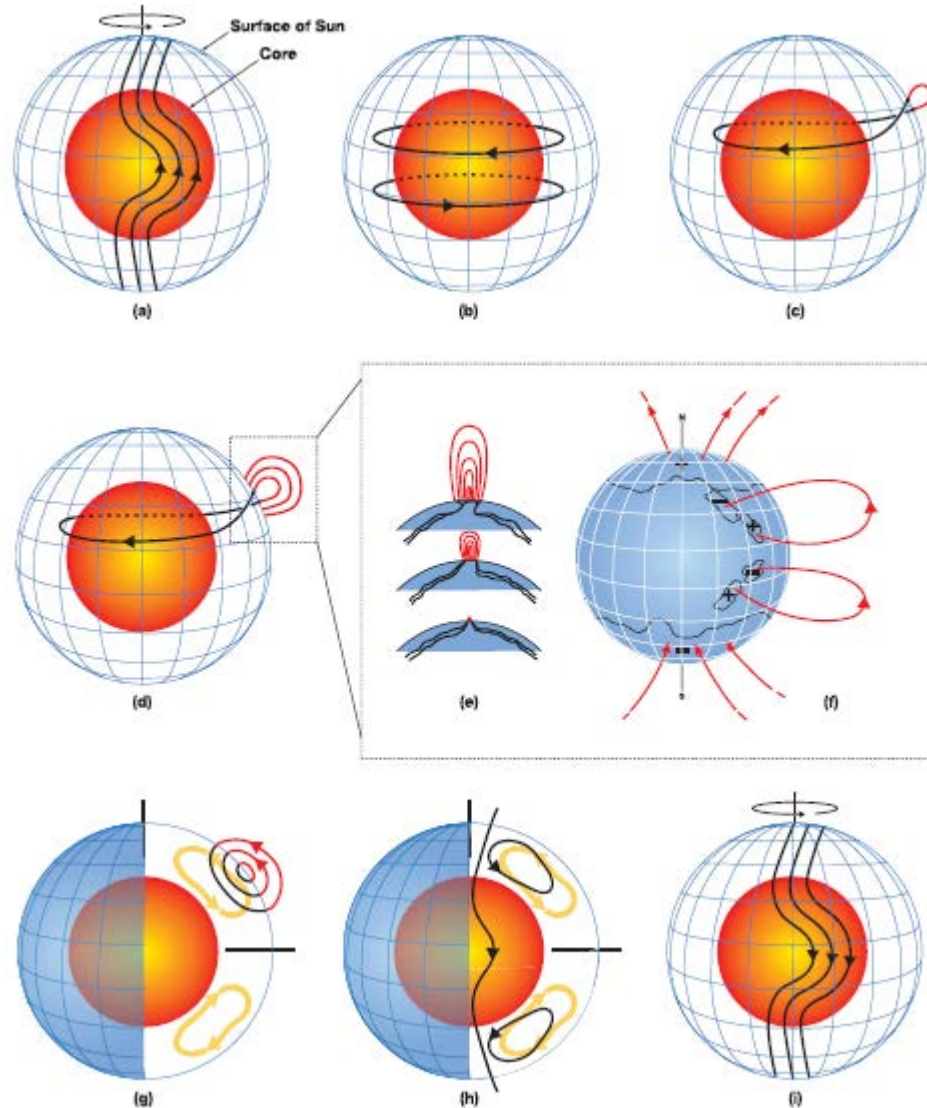 Surface of Sun
Core
(a)
(b)
(c)
N
−
−
+
−
+
−
S
(d)
(e)
(f)
(g)
(h)
(i)